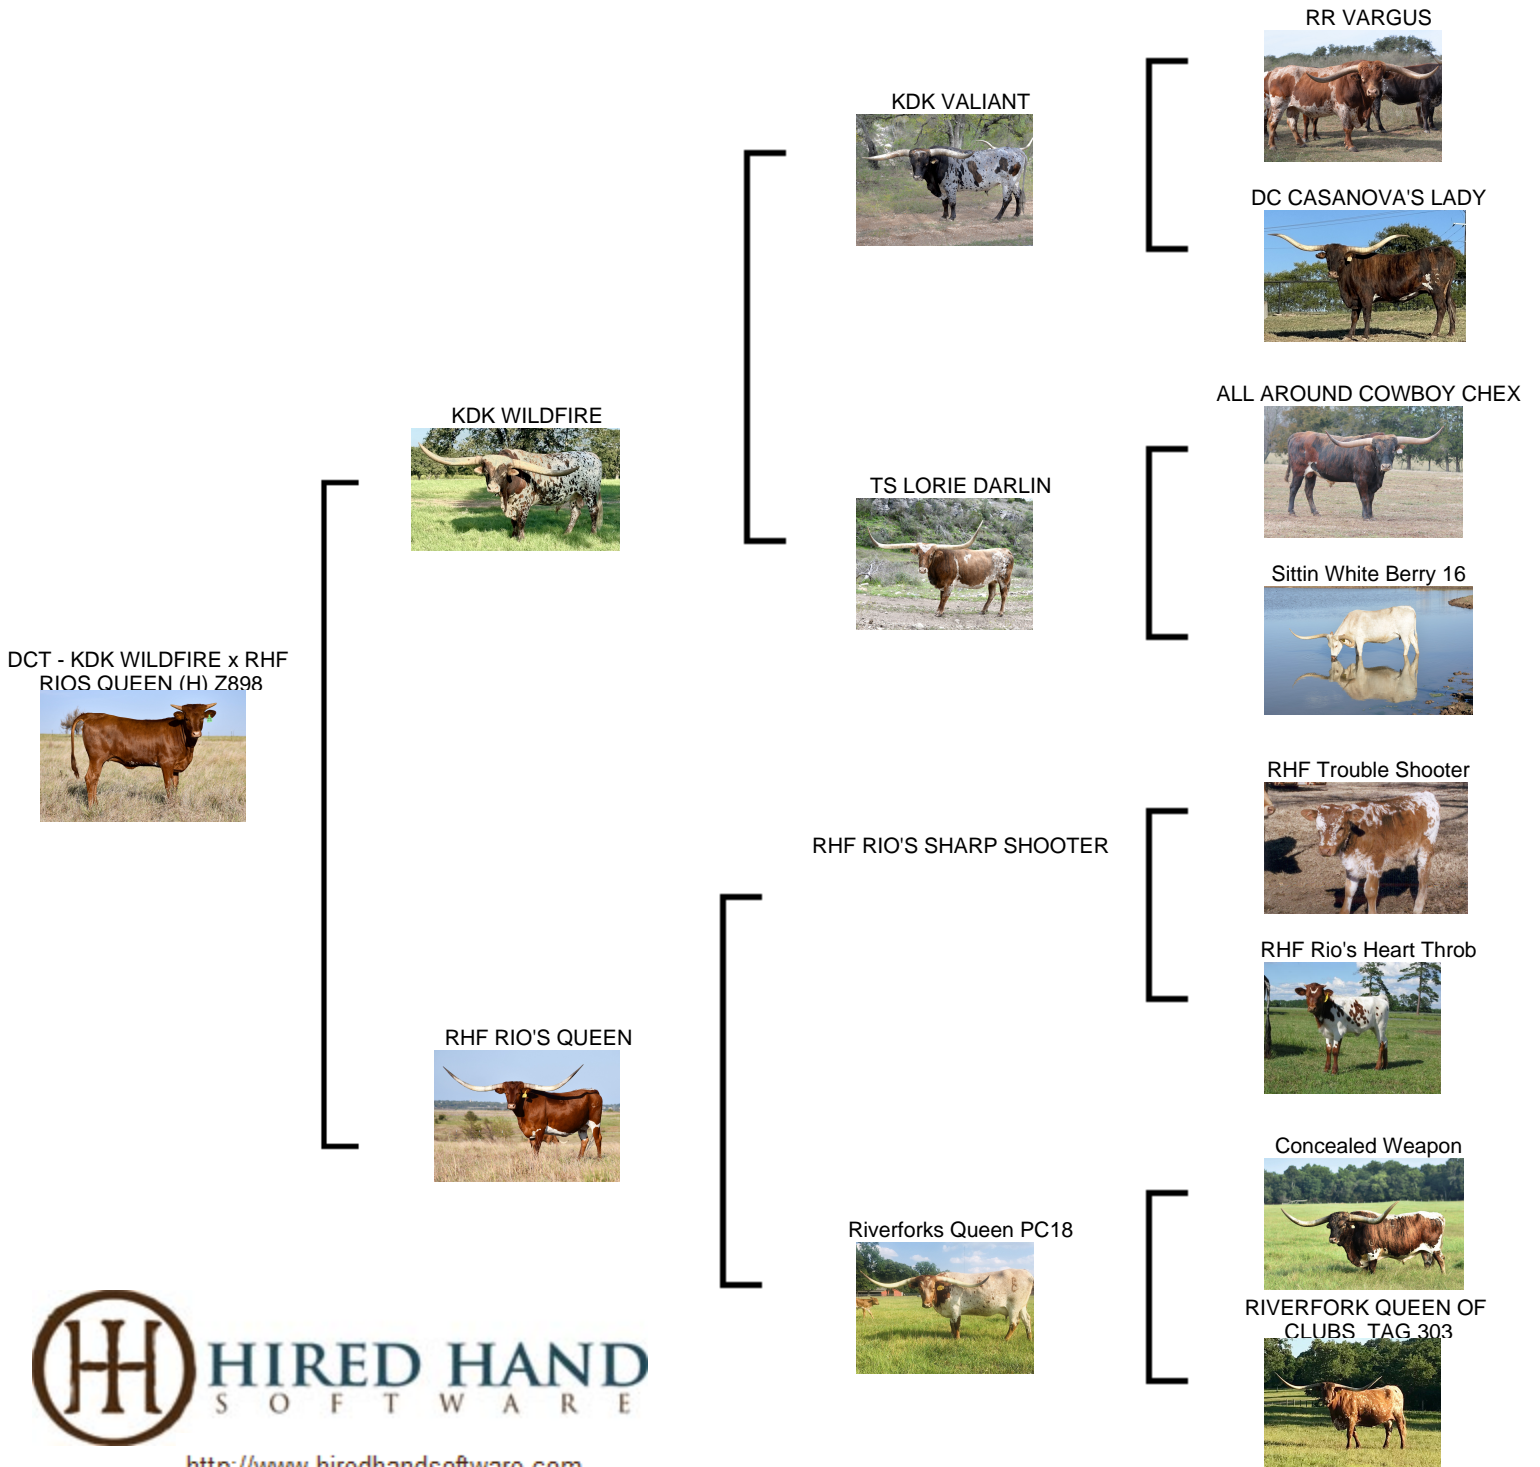 RR VARGUS
KDK VALIANT
DC CASANOVA'S LADY
ALL AROUND COWBOY CHEX
KDK WILDFIRE
TS LORIE DARLIN
Sittin White Berry 16
DCT - KDK WILDFIRE x RHF
RIOS QUEEN (H) Z898
RHF Trouble Shooter
RHF RIO'S SHARP SHOOTER
RHF Rio's Heart Throb
RHF RIO'S QUEEN
Concealed Weapon
Riverforks Queen PC18
RIVERFORK QUEEN OF
CLUBS TAG 303
HIRED HAND
SOFTWARE
http://www.hiredhandsoftware.com